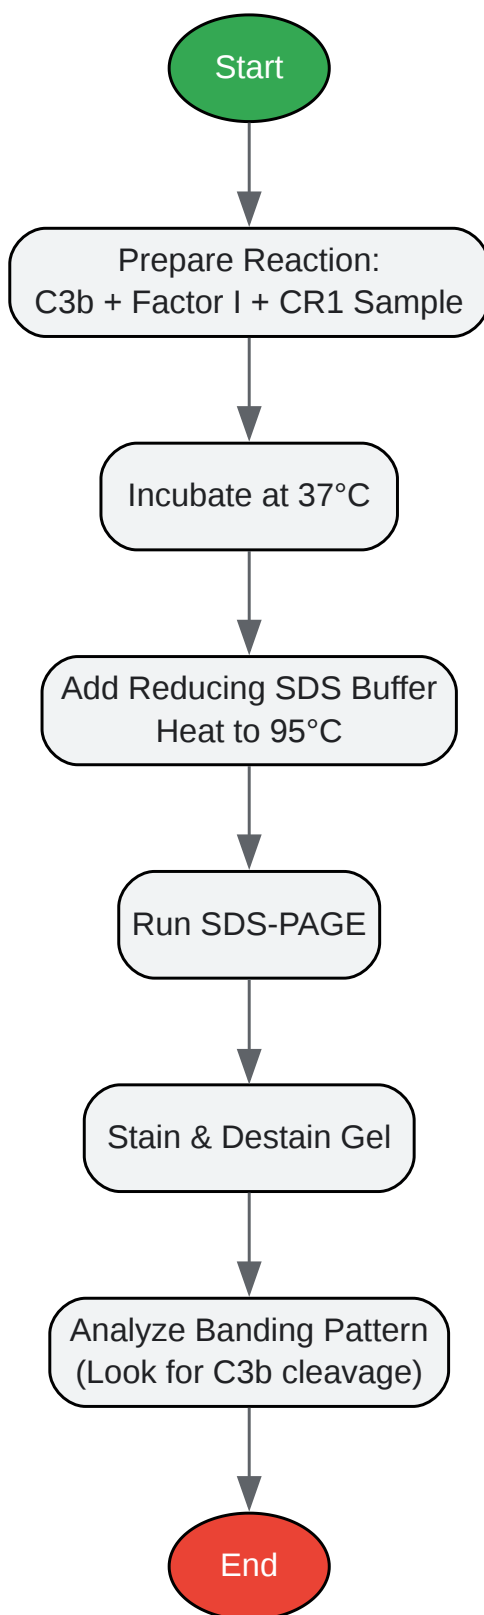 Start
Prepare Reaction:
C3b + Factor I + CR1 Sample
Incubate at 37°C
Add Reducing SDS Buffer
Heat to 95°C
Run SDS-PAGE
Stain & Destain Gel
Analyze Banding Pattern
(Look for C3b cleavage)
End